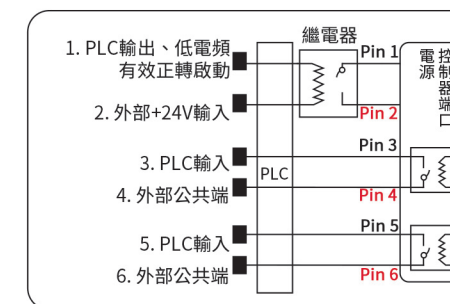 繼電器
1. PLC輸出、低電頻
有效正轉啟動
2. 外部+24V輸入
3. PLC輸入
4. 外部公共端
5. PLC輸入
6. 外部公共端
PLC
Pin 1
Pin 2
Pin 3
Pin 4
Pin 5
Pin 6
電源
控制器端口